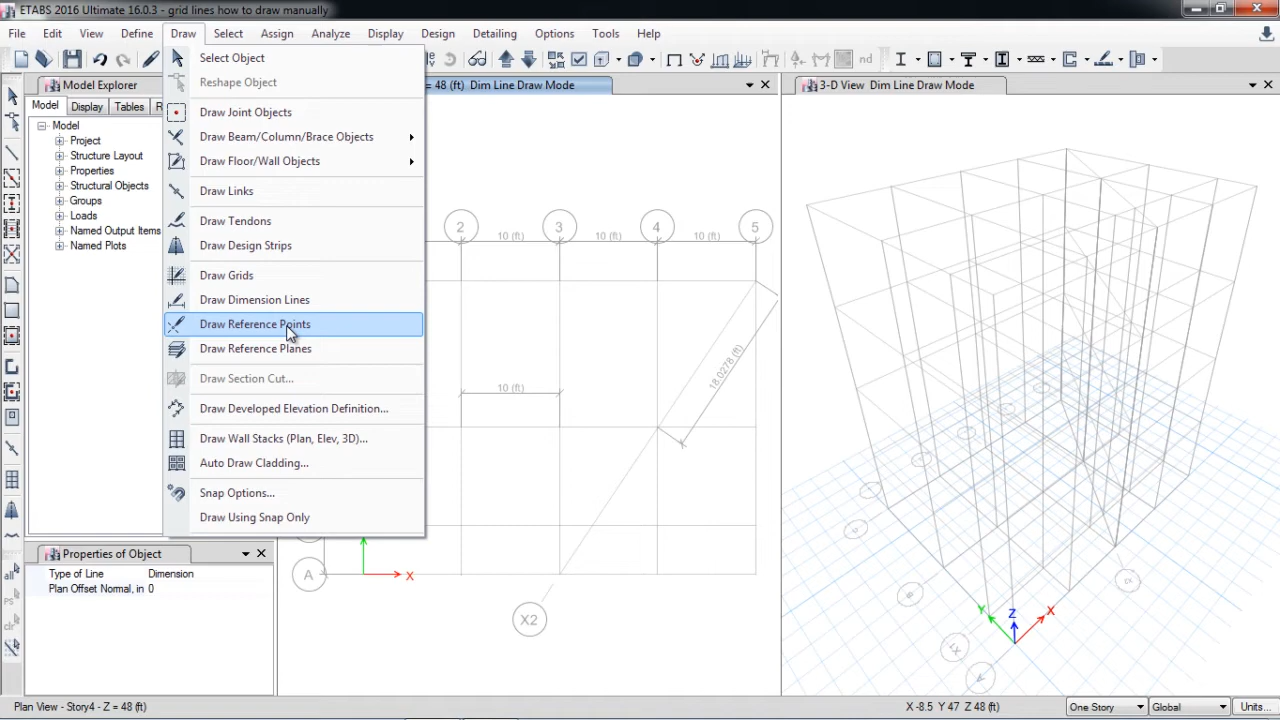 ETABS 2016 Ultimate 16.0.3 - grid lines how to draw manually
File Edit View Define Draw Select Assign Analyze Display Design Detailing Options Tools Help
nd
Model Explorer
Model Display Tables R
Model
Project
Structure Layout
Properties
Structural Objects
Groups
Loads
Named Output Items
Named Plots
Select Object
Reshape Object
Draw Joint Objects
Draw Beam/Column/Brace Objects
Draw Floor/Wall Objects
Draw Links
Draw Tendons
Draw Design Strips
Draw Grids
Draw Dimension Lines
Draw Reference Points
Draw Reference Planes
Draw Section Cut...
Draw Developed Elevation Definition...
Draw Wall Stacks (Plan, Elev, 3D)...
Auto Draw Cladding...
Snap Options...
Draw Using Snap Only
= 48 (ft) Dim Line Draw Mode
2 3 4 5
10 (ft) 10 (ft) 10 (ft)
18.0278 (ft)
10 (ft)
A X
X2
3-D View Dim Line Draw Mode
Y Z X
all
ps
clr
Properties of Object
Type of Line Dimension
Plan Offset Normal, in 0
Plan View - Story4 - Z = 48 (ft)
X -8.5 Y 47 Z 48 (ft)
One Story Global Units...